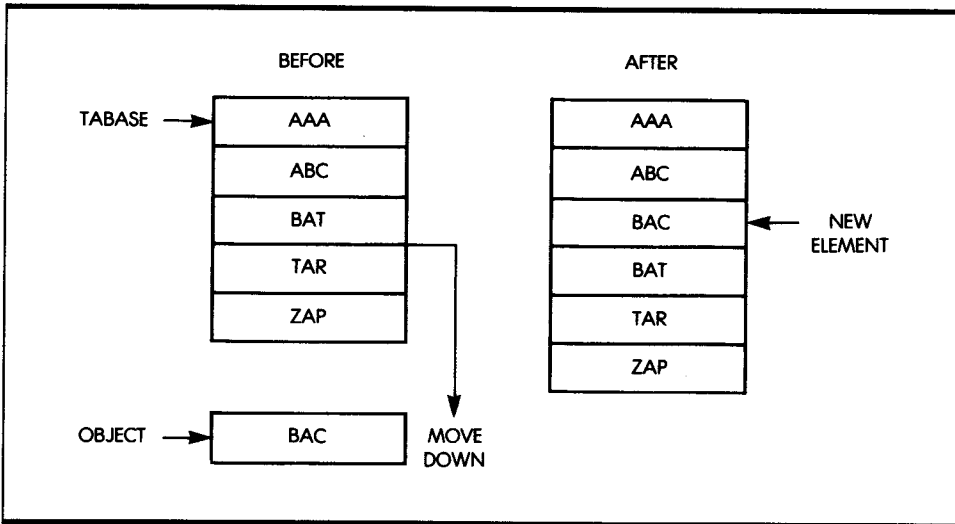 BEFORE
AFTER
TABASE
AAA
ABC
BAT
TAR
ZAP
AAA
ABC
BAC
BAT
TAR
ZAP
NEW
ELEMENT
OBJECT
BAC
MOVE
DOWN